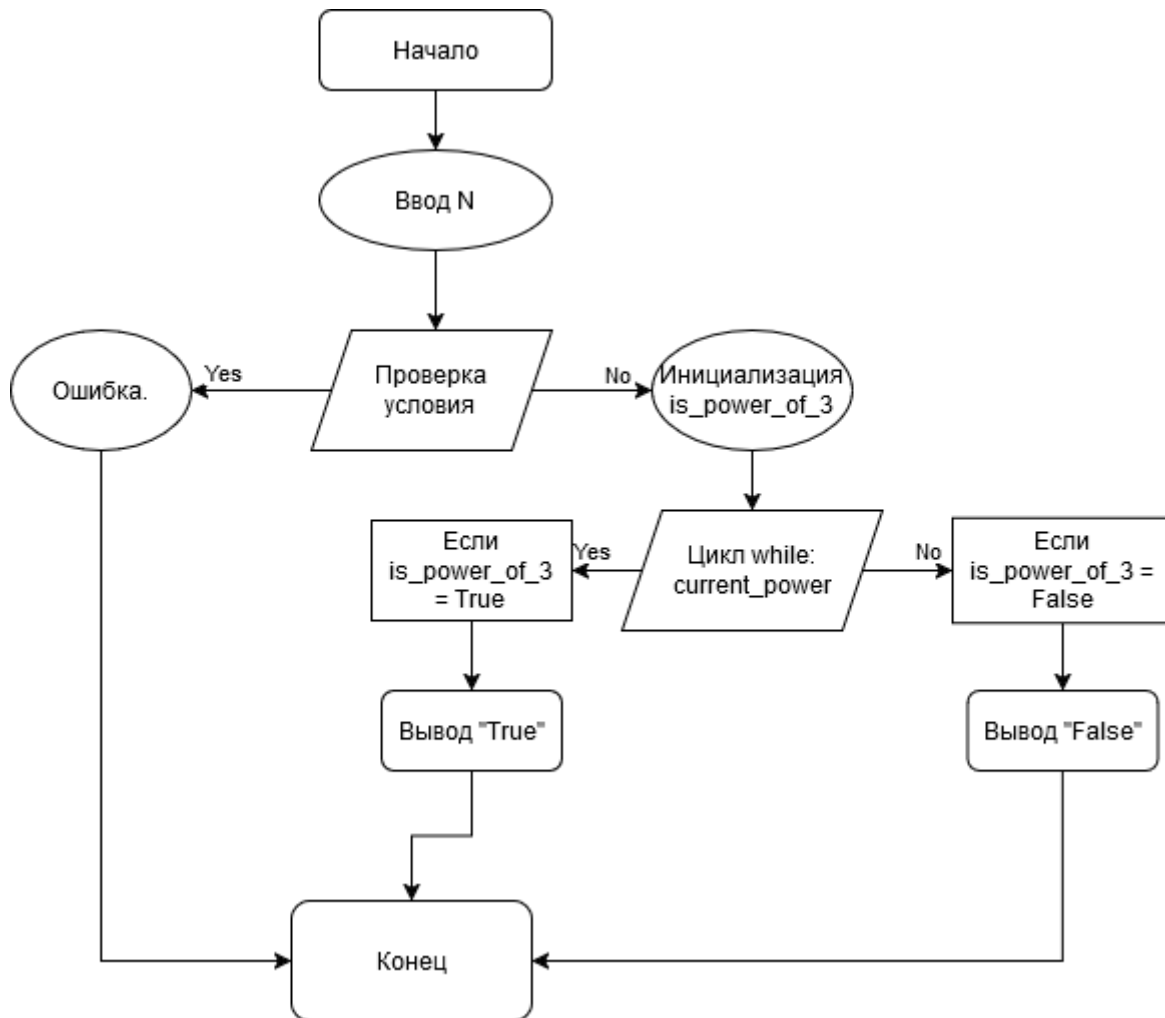 Начало
Ввод N
Ошибка.
Yes
Проверка
условия
No
Инициализация
is_power_of_3
Если
is_power_of_3
= True
Yes
Цикл while:
current_power
No
Если
is_power_of_3 =
False
Вывод "True"
Вывод "False"
Конец